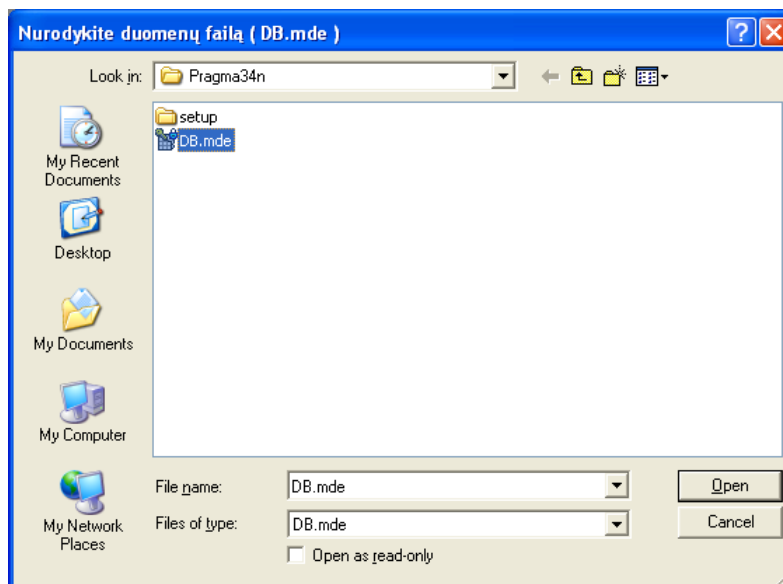 Nurodykite duomenų failą ( DB.mde )
Look in: Pragma34n
setup
DB.mde
My Recent
Documents
Desktop
My Documents
My Computer
My Network
Places
File name: DB.mde Open
Files of type: DB.mde Cancel
Open as read-only